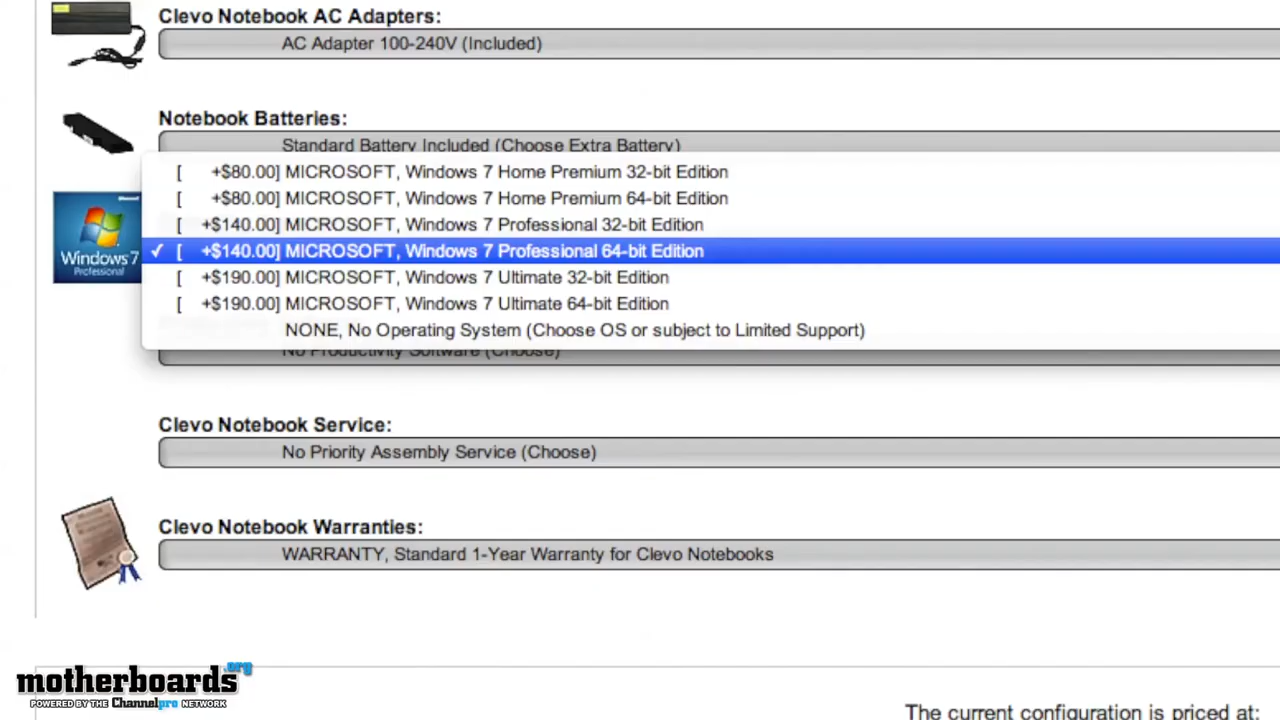 Clevo Notebook AC Adapters:
AC Adapter 100-240V (Included)
Notebook Batteries:
Standard Battery Included (Choose Extra Battery)
[ +$80.00] MICROSOFT, Windows 7 Home Premium 32-bit Edition
[ +$80.00] MICROSOFT, Windows 7 Home Premium 64-bit Edition
[ +$140.00] MICROSOFT, Windows 7 Professional 32-bit Edition
✓ [ +$140.00] MICROSOFT, Windows 7 Professional 64-bit Edition
[ +$190.00] MICROSOFT, Windows 7 Ultimate 32-bit Edition
[ +$190.00] MICROSOFT, Windows 7 Ultimate 64-bit Edition
NONE, No Operating System (Choose OS or subject to Limited Support)
Microsoft
Windows 7
Professional
No Productivity Software (Choose)
Clevo Notebook Service:
No Priority Assembly Service (Choose)
Clevo Notebook Warranties:
WARRANTY, Standard 1-Year Warranty for Clevo Notebooks
motherboards.org
POWERED BY THE ChannelPro NETWORK
The current configuration is priced at: